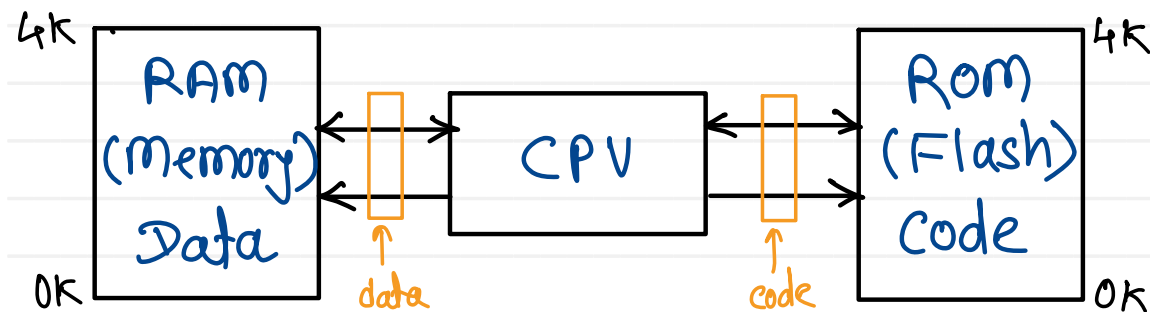 4K
RAM
(Memory)
Data
0K
data
CPU
code
4K
ROM
(Flash)
Code
0K